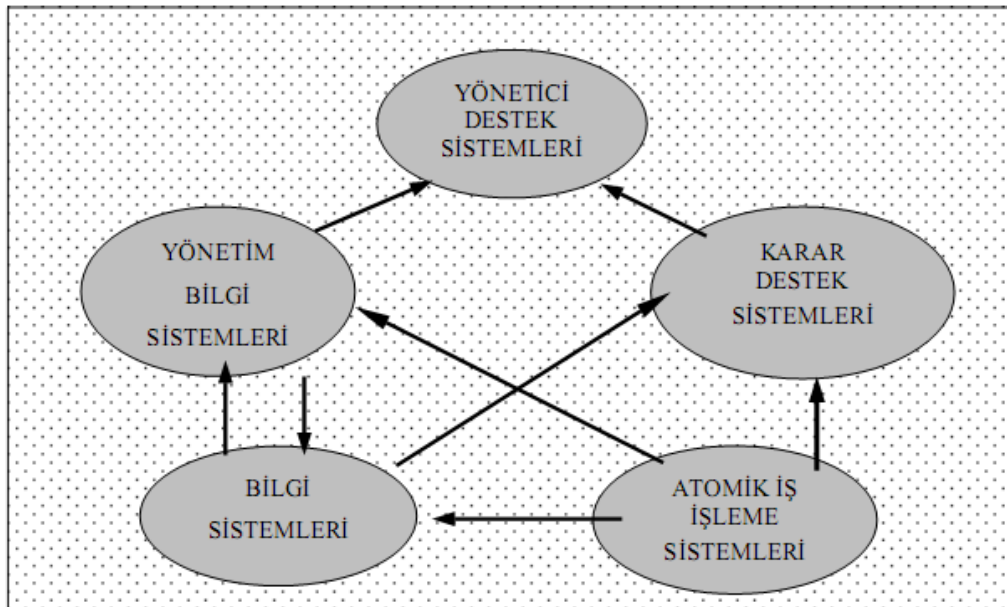 YÖNETİCİ
DESTEK
SİSTEMLERİ
YÖNETİM
BİLGİ
SİSTEMLERİ
KARAR
DESTEK
SİSTEMLERİ
BİLGİ
SİSTEMLERİ
ATOMİK İŞ
İŞLEME
SİSTEMLERİ